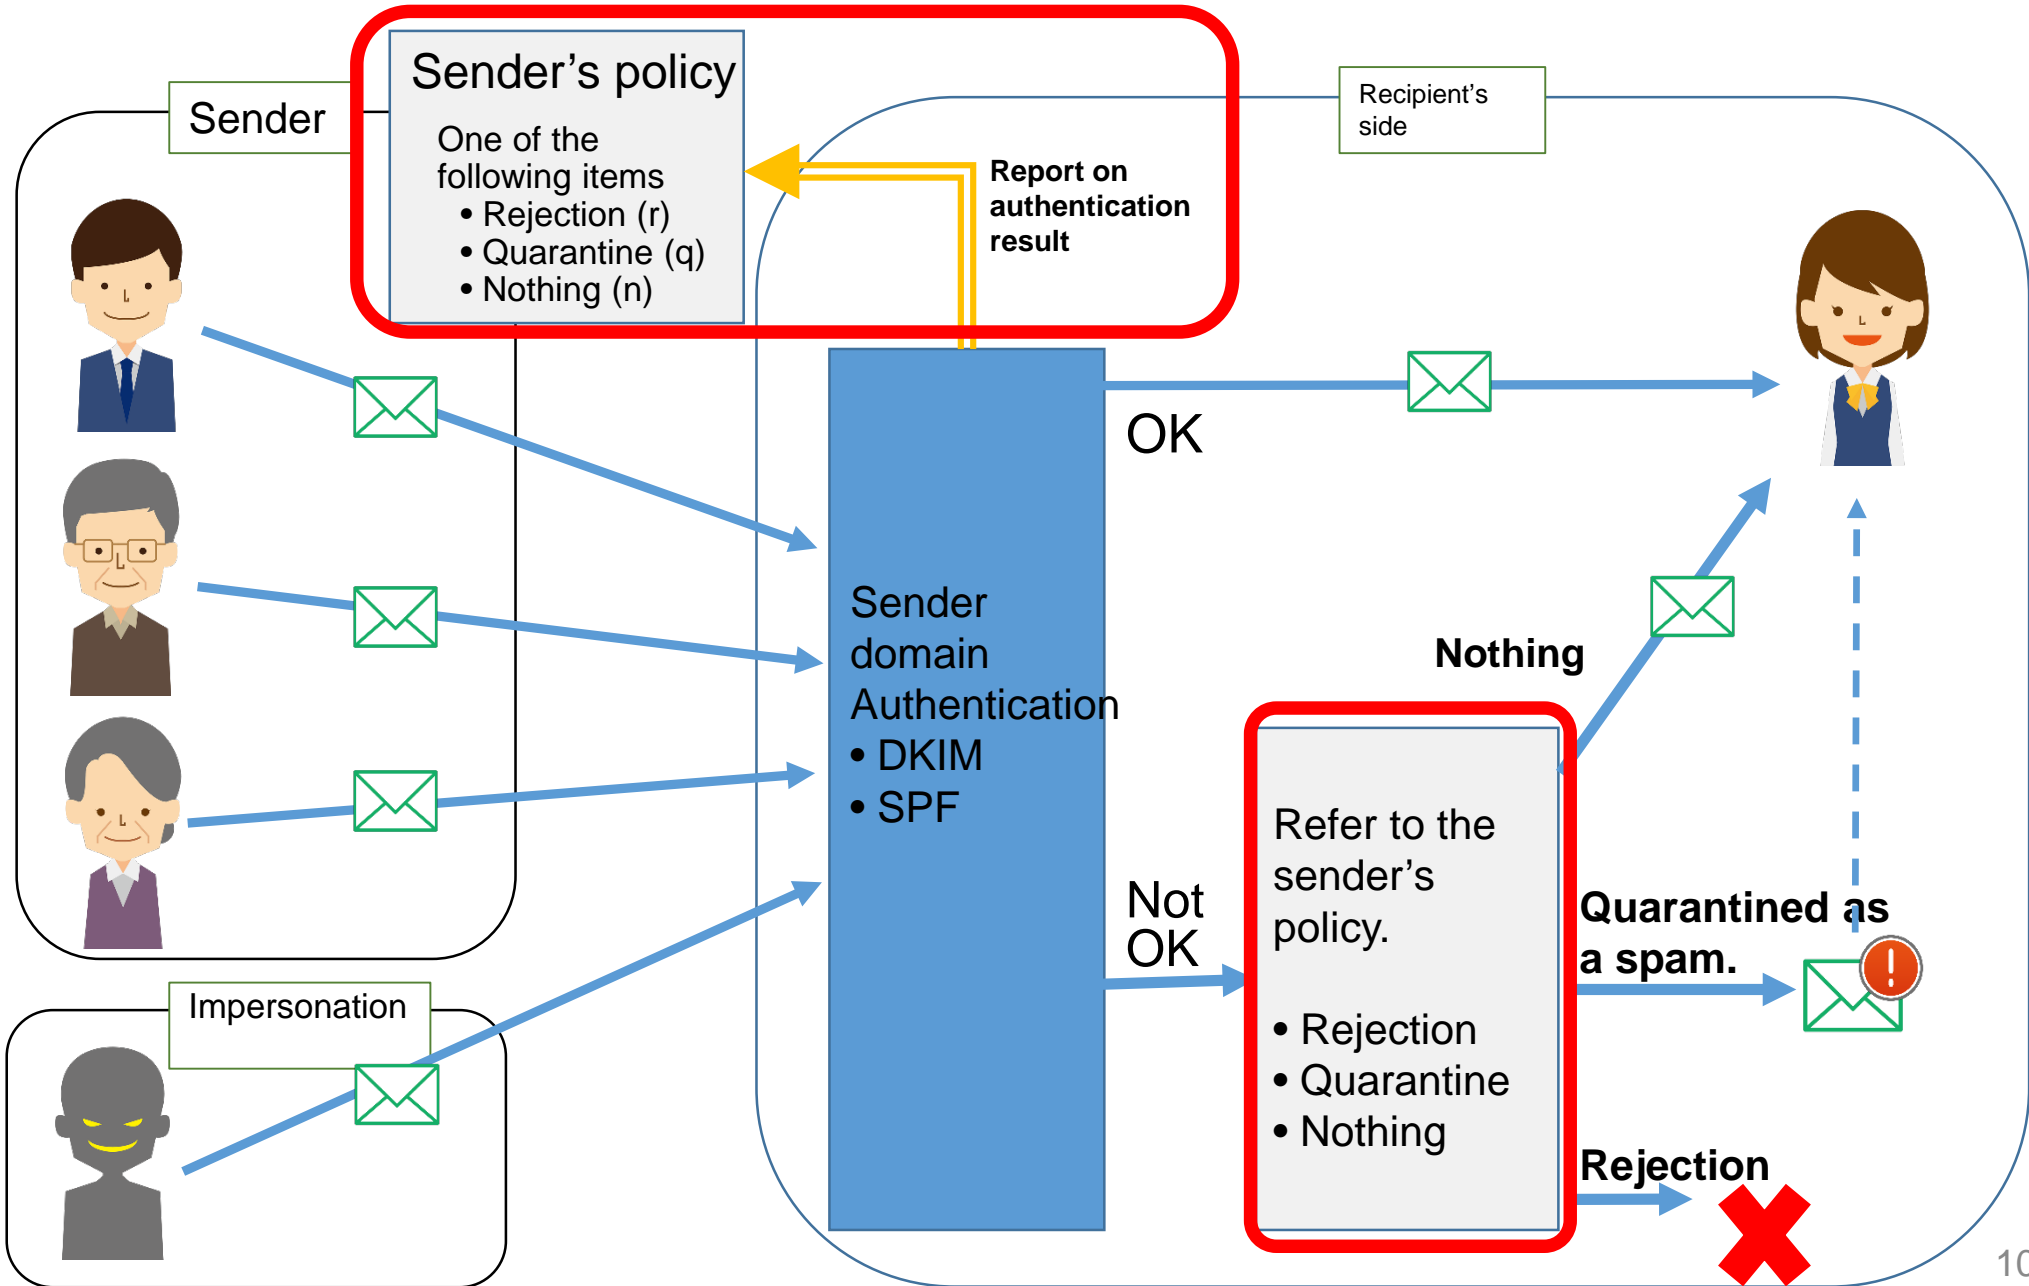 Sender's policy
Sender
One of the
following items
• Rejection (r)
• Quarantine (q)
• Nothing (n)
Report on
authentication
result
Recipient's
side
OK
Sender
domain
Authentication
• DKIM
• SPF
Nothing
Not
OK
Refer to the
sender's
policy.
• Rejection
• Quarantine
• Nothing
Quarantined as
a spam.
Rejection
Impersonation
10